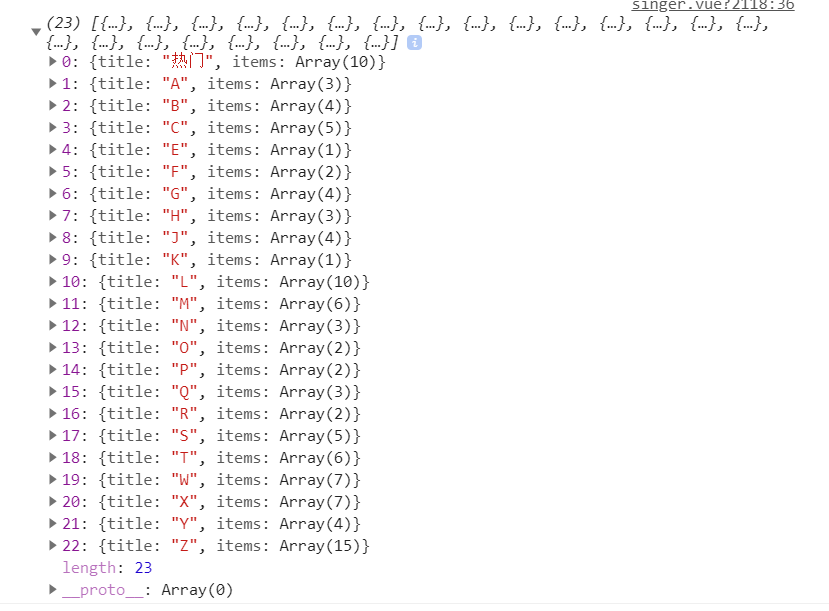 singer.vue?2118:36
(23) [{…}, {…}, {…}, {…}, {…}, {…}, {…}, {…}, {…}, {…}, {…}, {…}, {…}, {…}, {…},
{…}, {…}, {…}, {…}, {…}, {…}, {…}, {…}] i
0: {title: "热门", items: Array(10)}
1: {title: "A", items: Array(3)}
2: {title: "B", items: Array(4)}
3: {title: "C", items: Array(5)}
4: {title: "E", items: Array(1)}
5: {title: "F", items: Array(2)}
6: {title: "G", items: Array(4)}
7: {title: "H", items: Array(3)}
8: {title: "J", items: Array(4)}
9: {title: "K", items: Array(1)}
10: {title: "L", items: Array(10)}
11: {title: "M", items: Array(6)}
12: {title: "N", items: Array(3)}
13: {title: "O", items: Array(2)}
14: {title: "P", items: Array(2)}
15: {title: "Q", items: Array(3)}
16: {title: "R", items: Array(2)}
17: {title: "S", items: Array(5)}
18: {title: "T", items: Array(6)}
19: {title: "W", items: Array(7)}
20: {title: "X", items: Array(7)}
21: {title: "Y", items: Array(4)}
22: {title: "Z", items: Array(15)}
length: 23
__proto__: Array(0)